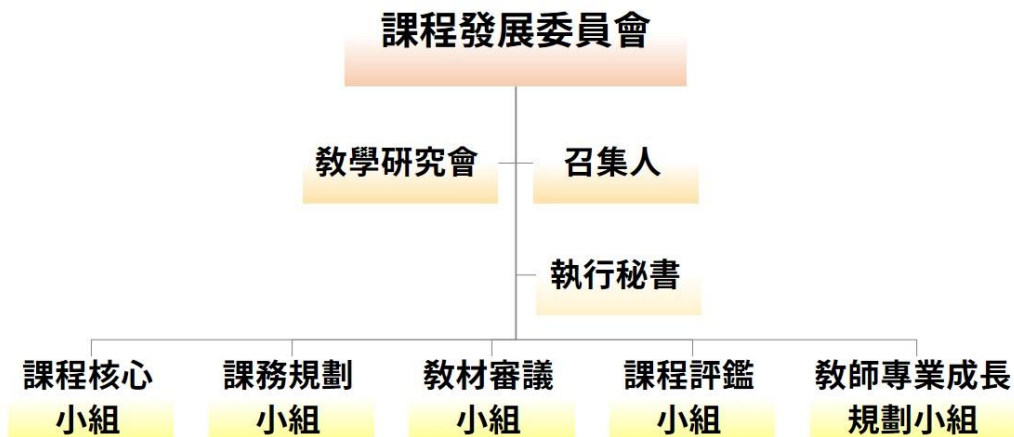 課程發展委員會
教學研究會
召集人
執行秘書
課程核心
小組
課務規劃
小組
教材審議
小組
課程評鑑
小組
教師專業成長
規劃小組